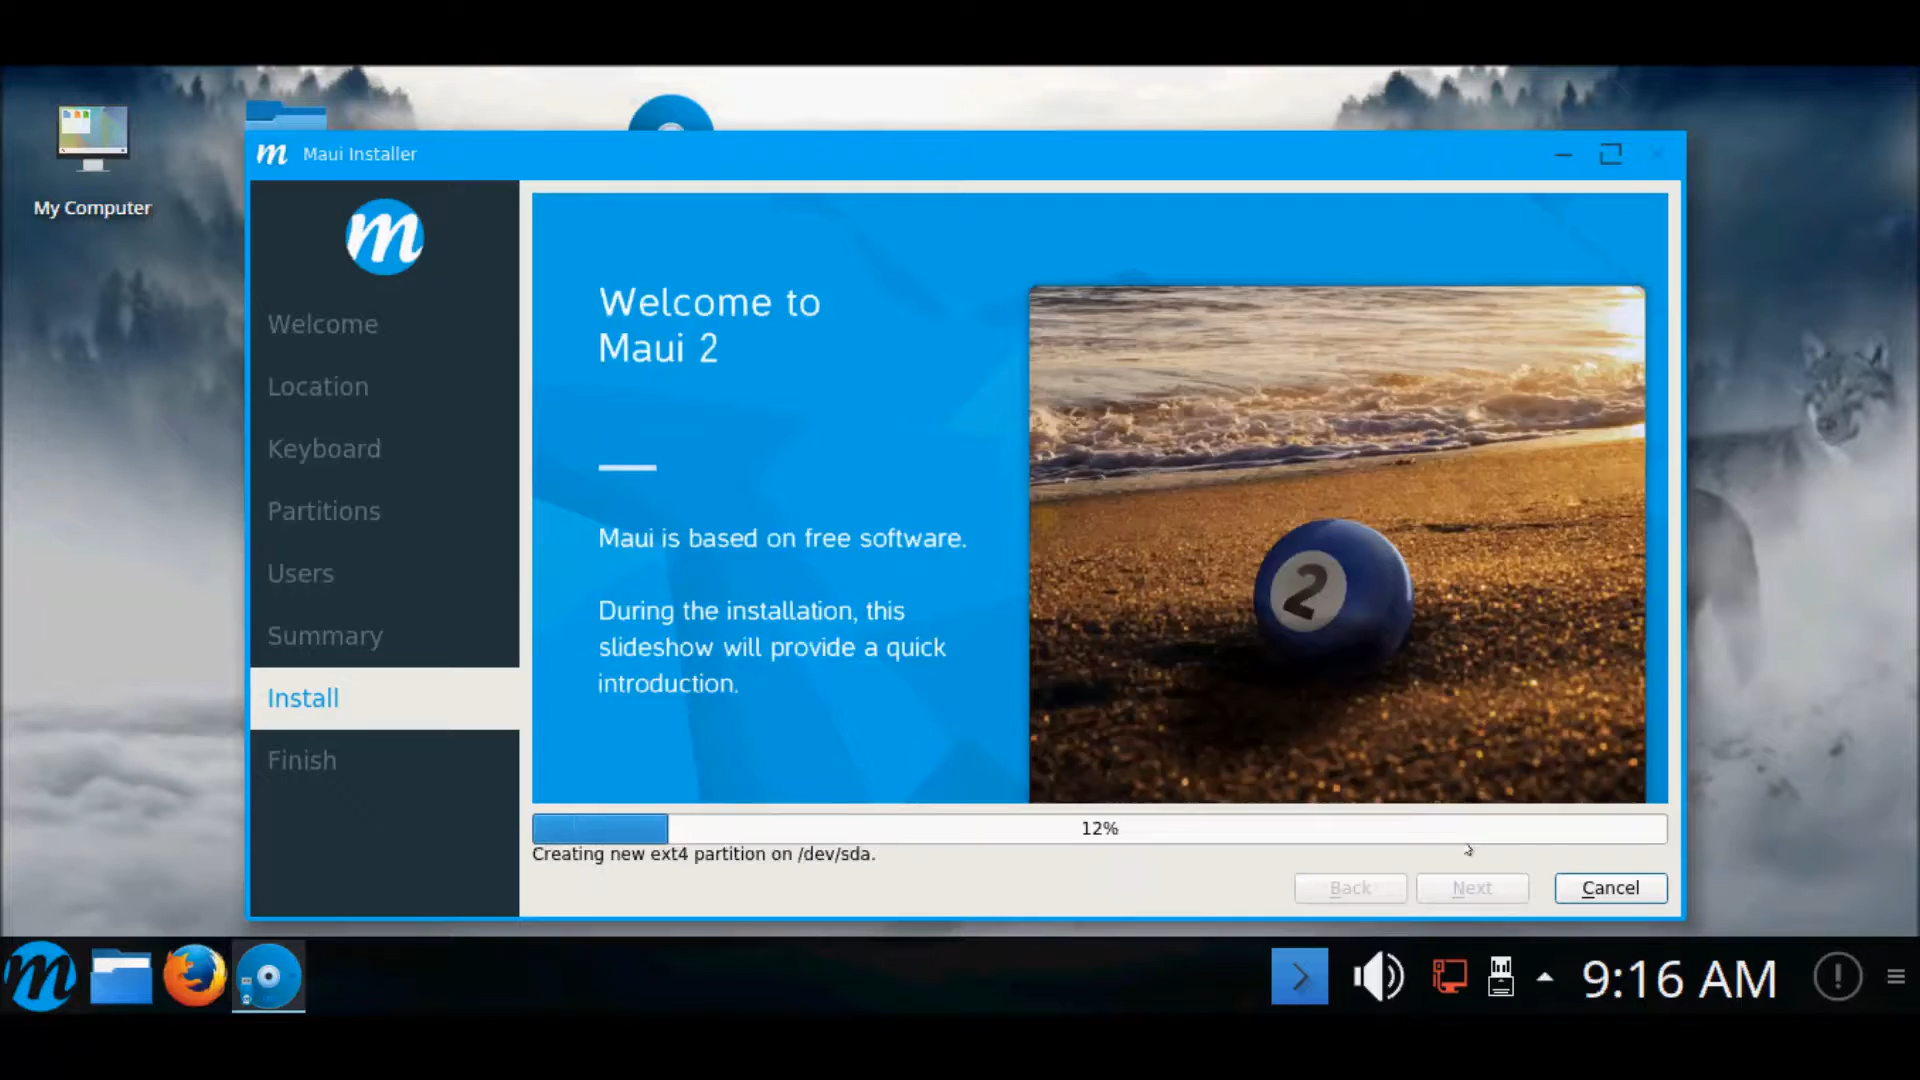 My Computer
m Maui Installer
m
Welcome
Location
Keyboard
Partitions
Users
Summary
Install
Finish
Welcome to
Maui 2
Maui is based on free software.
During the installation, this
slideshow will provide a quick
introduction.
2
12%
Creating new ext4 partition on /dev/sda.
Back Next Cancel
m
9:16 AM